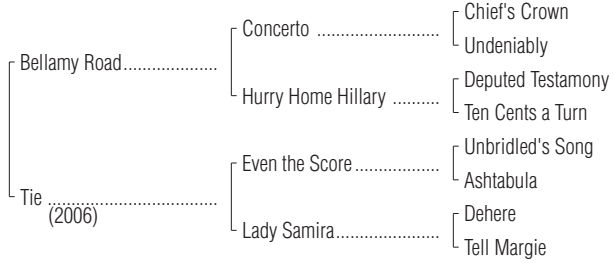 Chief's Crown
Concerto ........................
Undeniably
Bellamy Road..................
Deputed Testamony
Hurry Home Hillary ..........
Ten Cents a Turn
Unbridled's Song
Even the Score.................
Ashtabula
Tie .................................
(2006)
Dehere
Lady Samira.....................
Tell Margie